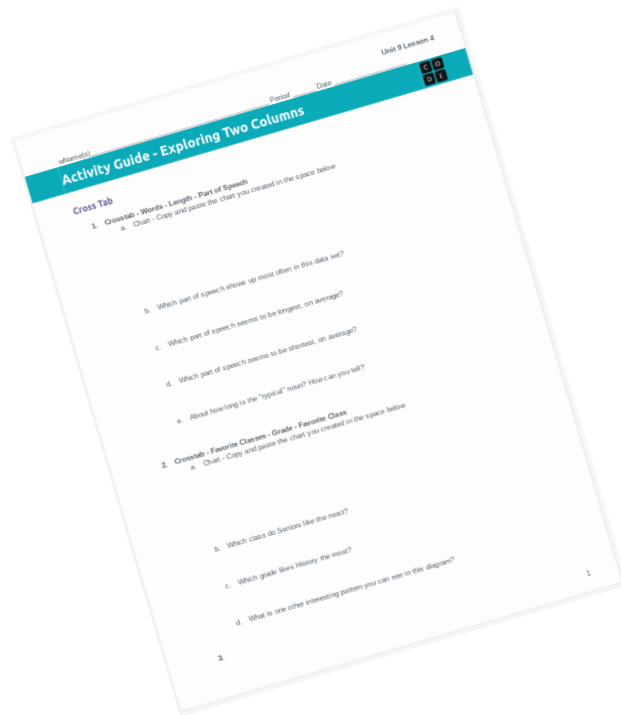 Unit 9 Lesson 4
wName(s)__________ Period ______ Date __________
CODE
Activity Guide - Exploring Two Columns
Cross Tab
1. Crosstab - Words - Length - Part of Speech
a. Chart - Copy and paste the chart you created in the space below
b. Which part of speech shows up most often in this data set?
c. Which part of speech seems to be longest, on average?
d. Which part of speech seems to be shortest, on average?
e. About how long is the "typical" noun? How can you tell?
2. Crosstab - Favorite Classes - Grade - Favorite Class
a. Chart - Copy and paste the chart you created in the space below
b. Which class do Seniors like the most?
c. Which grade likes History the most?
d. What is one other interesting pattern you can see in this diagram?
3.
1